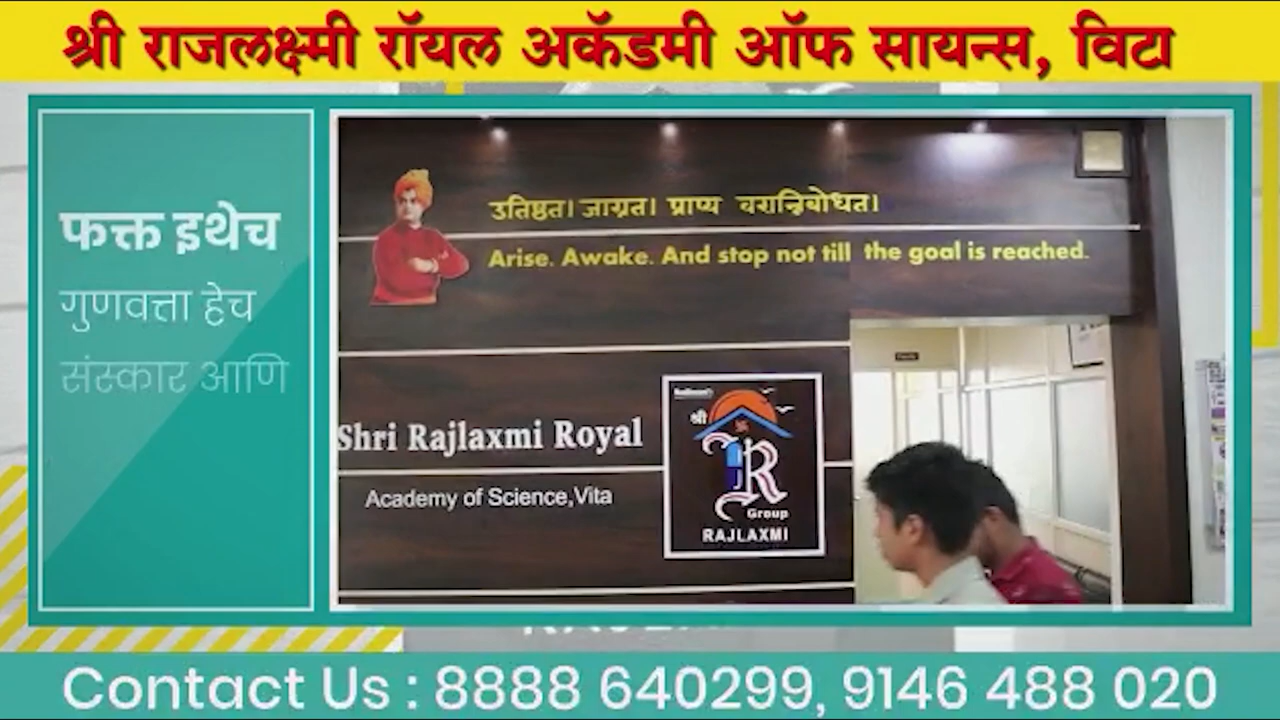 श्री राजलक्ष्मी रॉयल अकॅडमी ऑफ सायन्स, विटा
फक्त इथेच
गुणवत्ता हेच
संस्कार आणि
उतिष्ठत। जाग्रत। प्राप्य वरान्निबोधत।
Arise. Awake. And stop not till the goal is reached.
Shri Rajlaxmi Royal
Academy of Science,Vita
श्री
R
Group
RAJLAXMI
Contact Us : 8888 640299, 9146 488 020